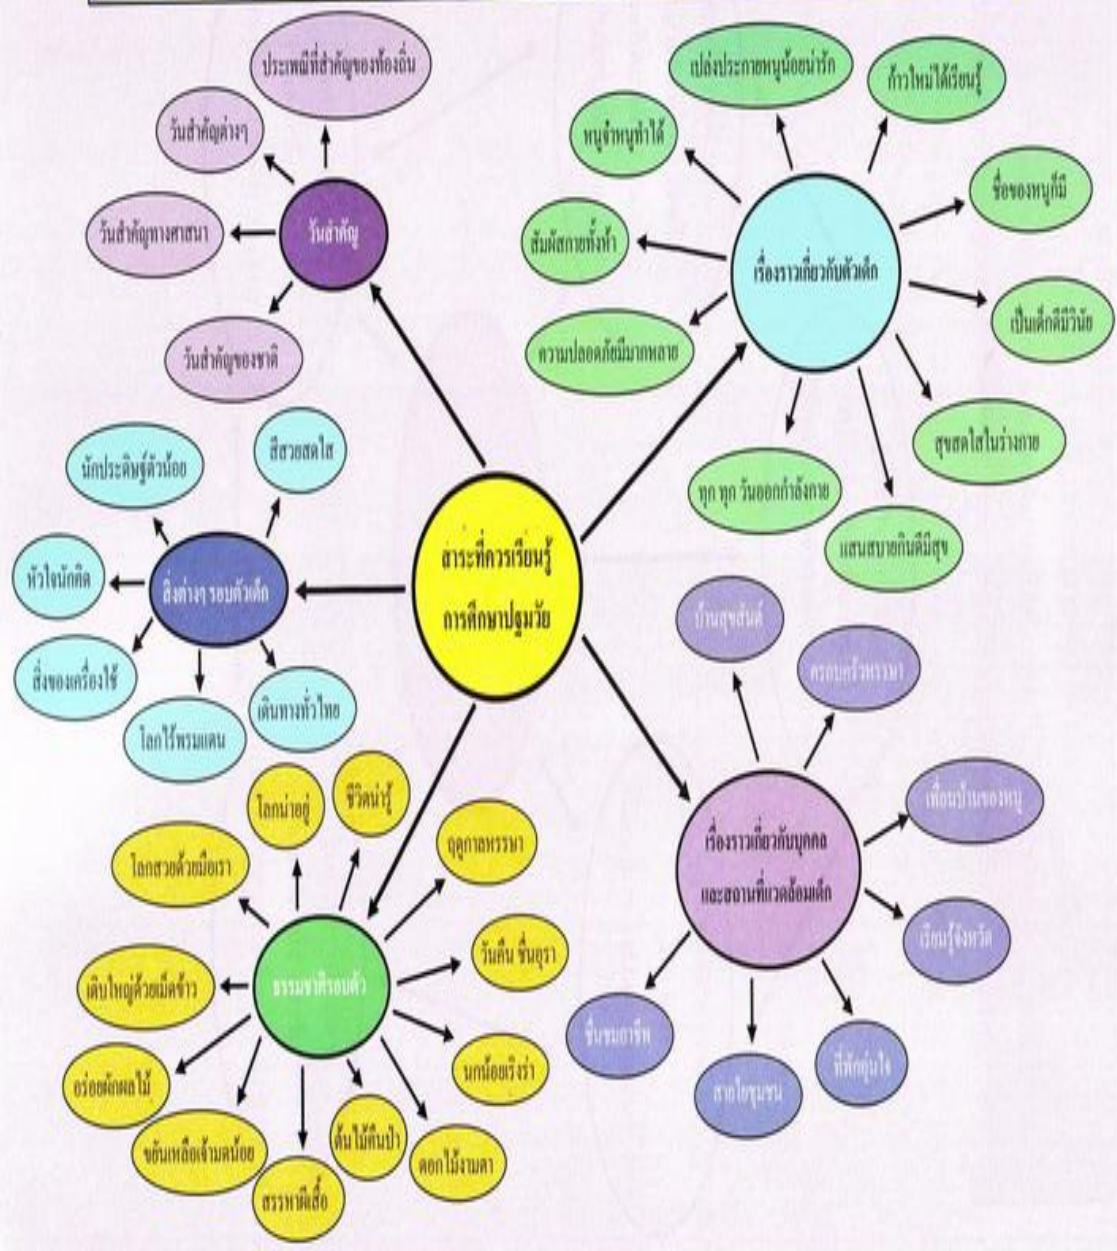 สาระที่ควรเรียนรู้
การศึกษาปฐมวัย
วันสำคัญ
ประเพณีที่สำคัญของท้องถิ่น
วันสำคัญต่างๆ
วันสำคัญทางศาสนา
วันสำคัญของชาติ
เรื่องราวเกี่ยวกับตัวเด็ก
เปล่งประกายหนูน้อยน่ารัก
ก้าวใหม่ได้เรียนรู้
หนูจ๋าหนูทำได้
ชื่อของหนูก็มี
สัมผัสกายทั้งห้า
เป็นเด็กดีมีวินัย
ความปลอดภัยมีมากหลาย
สุขสดใสในร่างกาย
ทุก ทุก วันออกกำลังกาย
แสนสบายกินดีมีสุข
สิ่งต่างๆ รอบตัวเด็ก
สีสวยสดใส
นักประดิษฐ์ตัวน้อย
หัวใจนักคิด
สิ่งของเครื่องใช้
โลกไร้พรมแดน
เดินทางทั่วไทย
เรื่องราวเกี่ยวกับบุคคล
และสถานที่แวดล้อมเด็ก
บ้านสุขสันต์
ครอบครัวหรรษา
เพื่อนบ้านของหนู
เรียนรู้จังหวัด
ที่พักอุ่นใจ
สายใยชุมชน
ชื่นชมอาชีพ
ธรรมชาติรอบตัว
โลกน่าอยู่
ชีวิตน่ารู้
ฤดูกาลหรรษา
โลกสวยด้วยมือเรา
วันคืน ชื่นอุรา
เติบใหญ่ด้วยเม็ดข้าว
นกน้อยเริงร่า
อร่อยผักผลไม้
ขยันเหลือเจ้ามดน้อย
สรรหาผีเสื้อ
ต้นไม้คืนป่า
ดอกไม้งามตา